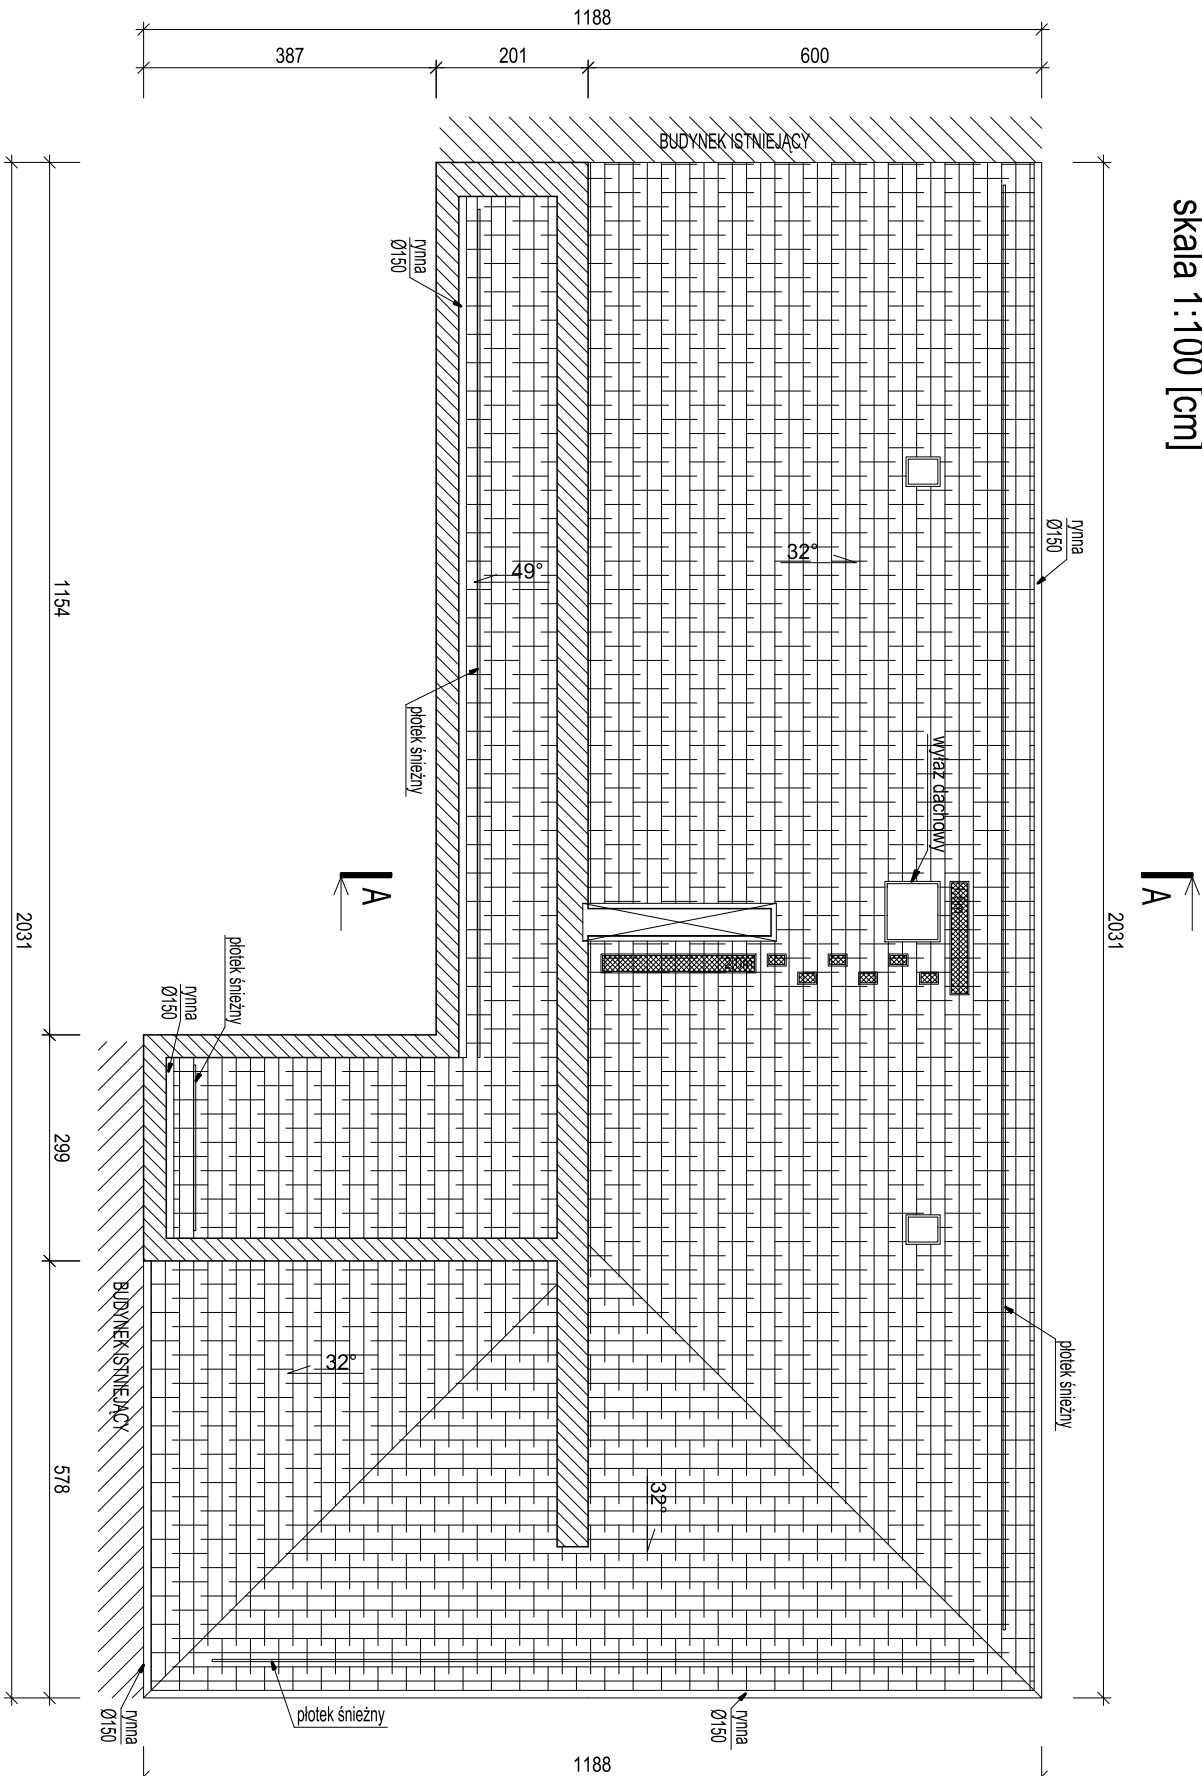 1188
387
201
600
skala 1:100 [cm]
BUDYNEK ISTNIEJĄCY
rynna
Ø150
rynna
Ø150
32°
49°
1154
płotek śnieżny
wyłaz dachowy
A
A
2031
2031
płotek śnieżny
rynna
Ø150
299
BUDYNEK ISTNIEJĄCY
32°
płotek śnieżny
578
32°
płotek śnieżny
rynna
Ø150
rynna
Ø150
1188